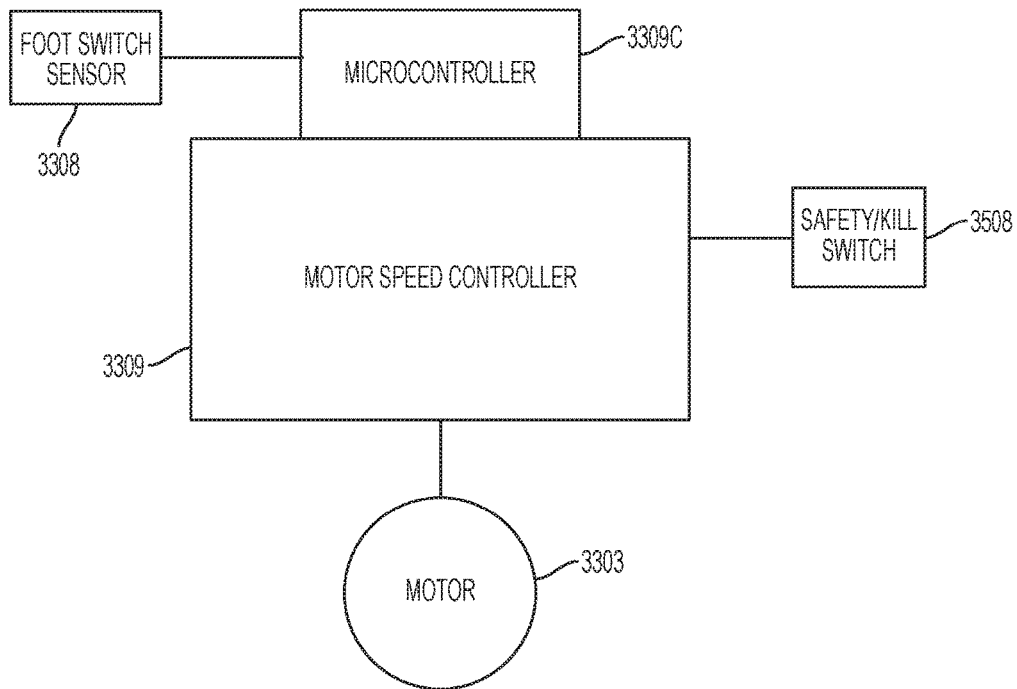 FOOT SWITCH
SENSOR
3308
MICROCONTROLLER
3309C
SAFETY/KILL
SWITCH
3508
MOTOR SPEED CONTROLLER
3309
MOTOR
3303